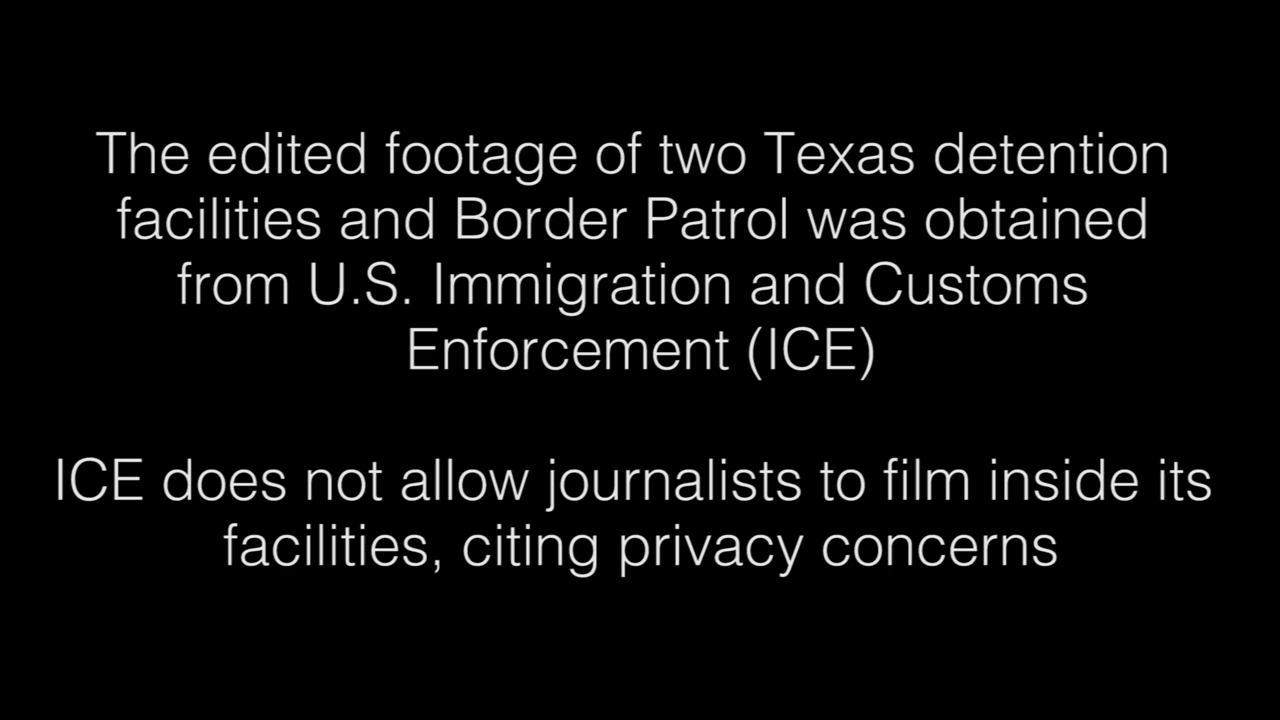 The edited footage of two Texas detention
facilities and Border Patrol was obtained
from U.S. Immigration and Customs
Enforcement (ICE)
ICE does not allow journalists to film inside its
facilities, citing privacy concerns